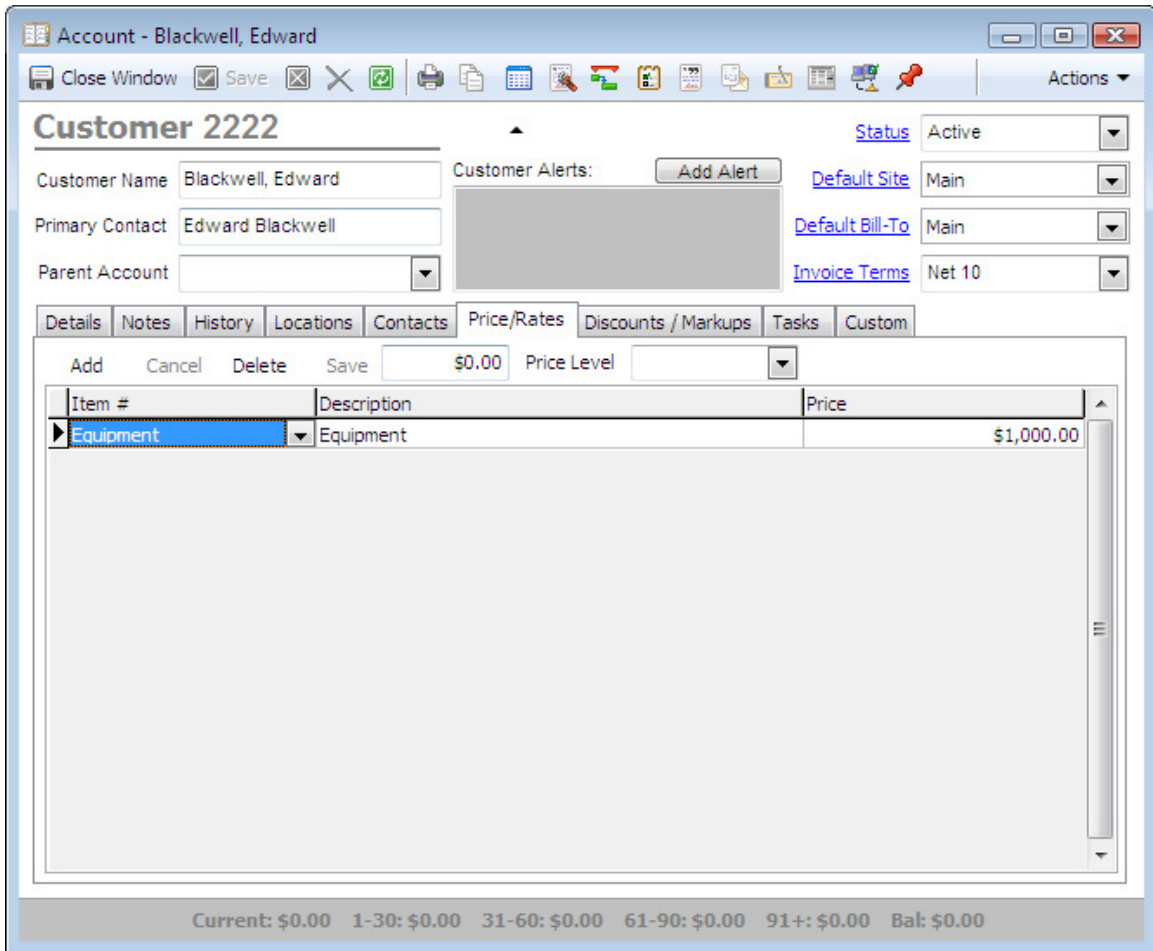 Account - Blackwell, Edward
Close Window Save Actions
Customer 2222
Status Active
Customer Name Blackwell, Edward Customer Alerts: Add Alert Default Site Main
Primary Contact Edward Blackwell Default Bill-To Main
Parent Account Invoice Terms Net 10
Details Notes History Locations Contacts Price/Rates Discounts / Markups Tasks Custom
Add Cancel Delete Save $0.00 Price Level
Item # Description Price
Equipment Equipment $1,000.00
Current: $0.00 1-30: $0.00 31-60: $0.00 61-90: $0.00 91+: $0.00 Bal: $0.00